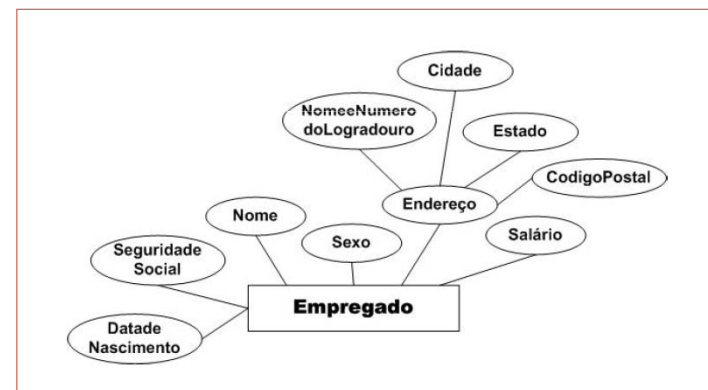 Cidade
NomeeNumero
doLogradouro
Estado
CodigoPostal
Endereço
Nome
Sexo
Salário
Seguridade
Social
Empregado
Datade
Nascimento